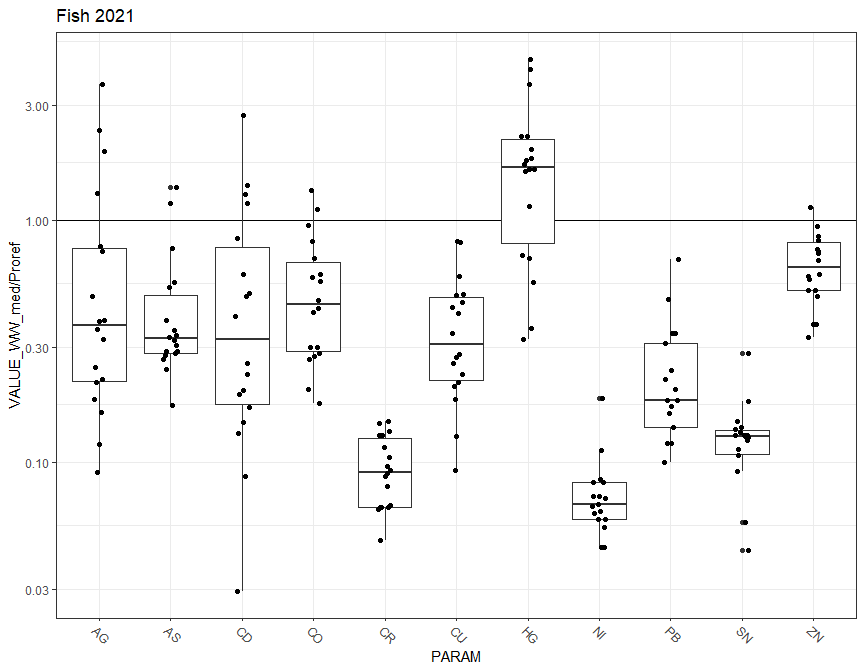 Fish 2021
VALUE_WW_med/Proref
3.00
1.00
0.30
0.10
0.03
AG
AS
CD
CO
CR
CU
HG
NI
PB
SN
ZN
PARAM